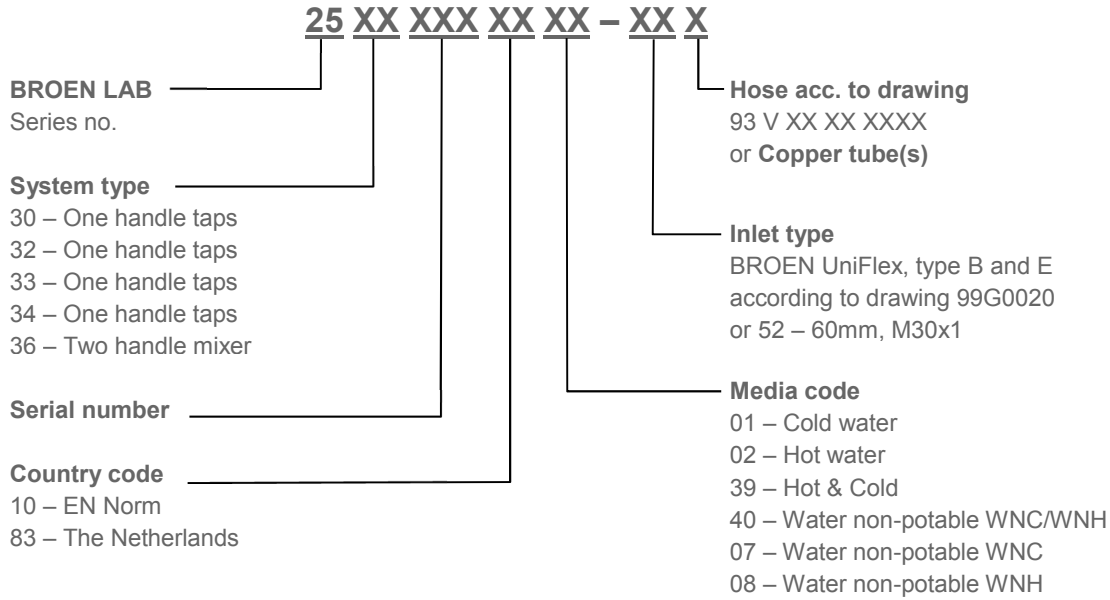 25 XX XXX XX XX – XX X
BROEN LAB
Series no.
System type
30 – One handle taps
32 – One handle taps
33 – One handle taps
34 – One handle taps
36 – Two handle mixer
Serial number
Country code
10 – EN Norm
83 – The Netherlands
Hose acc. to drawing
93 V XX XX XXXX
or Copper tube(s)
Inlet type
BROEN UniFlex, type B and E
according to drawing 99G0020
or 52 – 60mm, M30x1
Media code
01 – Cold water
02 – Hot water
39 – Hot & Cold
40 – Water non-potable WNC/WNH
07 – Water non-potable WNC
08 – Water non-potable WNH